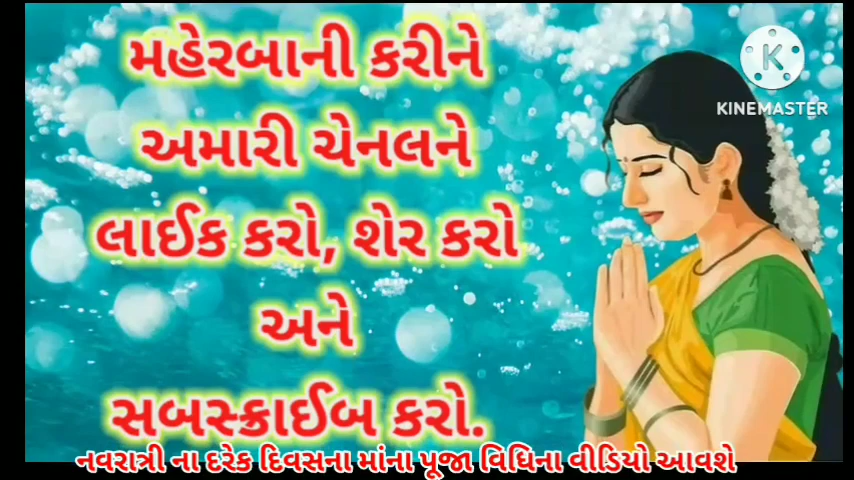 મહેરબાની કરીને
અમારી ચેનલને
લાઈક કરો, શેર કરો
અને
સબસ્ક્રાઈબ કરો.
નવરાત્રી ના દરેક દિવસના માંના પૂજા વિધિના વીડિયો આવશે
K
KINEMASTER